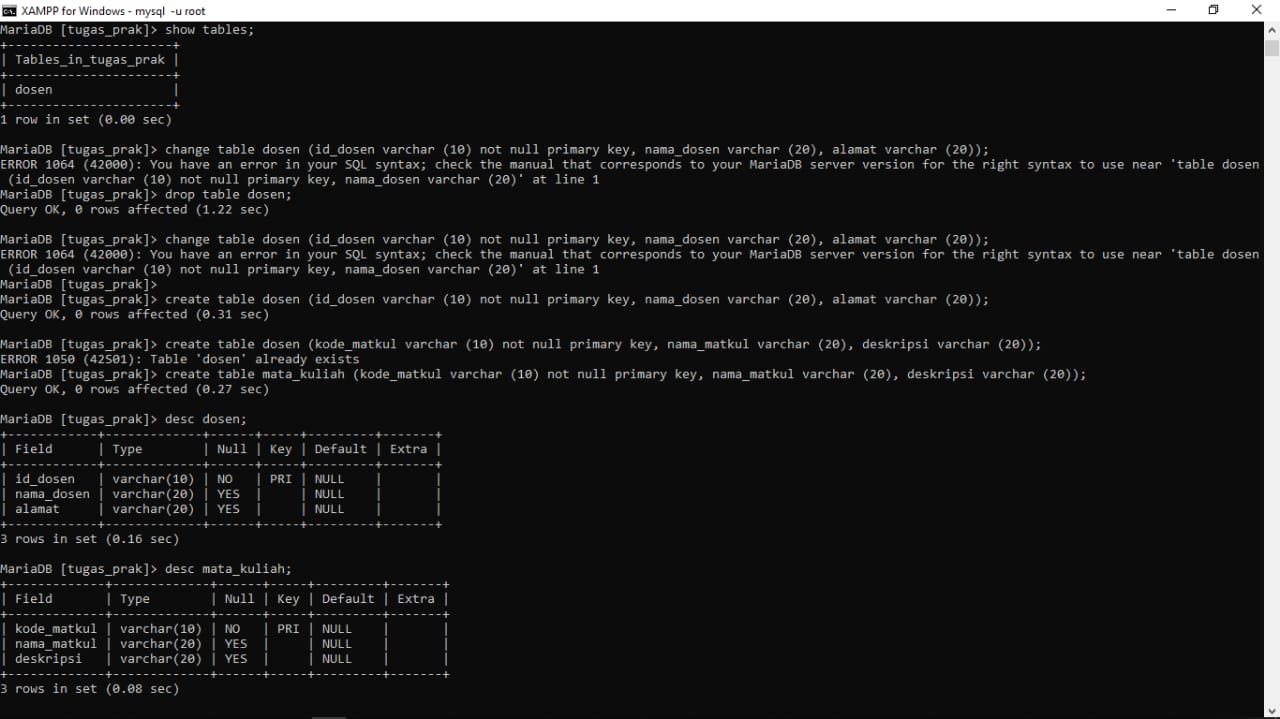 XAMPP for Windows - mysql -u root
MariaDB [tugas_prak]> show tables;
+----------------------+
| Tables_in_tugas_prak |
+----------------------+
| dosen                |
+----------------------+
1 row in set (0.00 sec)
MariaDB [tugas_prak]> change table dosen (id_dosen varchar (10) not null primary key, nama_dosen varchar (20), alamat varchar (20));
ERROR 1064 (42000): You have an error in your SQL syntax; check the manual that corresponds to your MariaDB server version for the right syntax to use near 'table dosen
 (id_dosen varchar (10) not null primary key, nama_dosen varchar (20)' at line 1
MariaDB [tugas_prak]> drop table dosen;
Query OK, 0 rows affected (1.22 sec)
MariaDB [tugas_prak]> change table dosen (id_dosen varchar (10) not null primary key, nama_dosen varchar (20), alamat varchar (20));
ERROR 1064 (42000): You have an error in your SQL syntax; check the manual that corresponds to your MariaDB server version for the right syntax to use near 'table dosen
 (id_dosen varchar (10) not null primary key, nama_dosen varchar (20)' at line 1
MariaDB [tugas_prak]>
MariaDB [tugas_prak]> create table dosen (id_dosen varchar (10) not null primary key, nama_dosen varchar (20), alamat varchar (20));
Query OK, 0 rows affected (0.31 sec)
MariaDB [tugas_prak]> create table dosen (kode_matkul varchar (10) not null primary key, nama_matkul varchar (20), deskripsi varchar (20));
ERROR 1050 (42S01): Table 'dosen' already exists
MariaDB [tugas_prak]> create table mata_kuliah (kode_matkul varchar (10) not null primary key, nama_matkul varchar (20), deskripsi varchar (20));
Query OK, 0 rows affected (0.27 sec)
MariaDB [tugas_prak]> desc dosen;
+------------+-------------+------+-----+---------+-------+
| Field      | Type        | Null | Key | Default | Extra |
+------------+-------------+------+-----+---------+-------+
| id_dosen   | varchar(10) | NO   | PRI | NULL    |       |
| nama_dosen | varchar(20) | YES  |     | NULL    |       |
| alamat     | varchar(20) | YES  |     | NULL    |       |
+------------+-------------+------+-----+---------+-------+
3 rows in set (0.16 sec)
MariaDB [tugas_prak]> desc mata_kuliah;
+-------------+-------------+------+-----+---------+-------+
| Field       | Type        | Null | Key | Default | Extra |
+-------------+-------------+------+-----+---------+-------+
| kode_matkul | varchar(10) | NO   | PRI | NULL    |       |
| nama_matkul | varchar(20) | YES  |     | NULL    |       |
| deskripsi   | varchar(20) | YES  |     | NULL    |       |
+-------------+-------------+------+-----+---------+-------+
3 rows in set (0.08 sec)